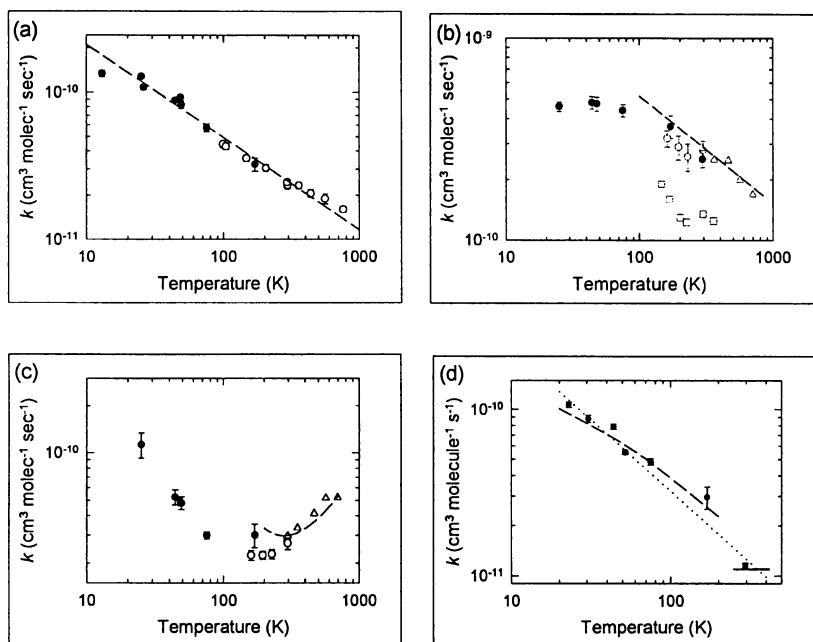 (a)
k (cm³ molec⁻¹ sec⁻¹)
10⁻¹⁰
10⁻¹¹
10 100 1000
Temperature (K)
(b)
k (cm³ molec⁻¹ sec⁻¹)
10⁻⁹
10⁻¹⁰
10 100 1000
Temperature (K)
(c)
k (cm³ molec⁻¹ sec⁻¹)
10⁻¹⁰
10 100 1000
Temperature (K)
(d)
k (cm³ molecule⁻¹ s⁻¹)
10⁻¹⁰
10⁻¹¹
10 100
Temperature (K)